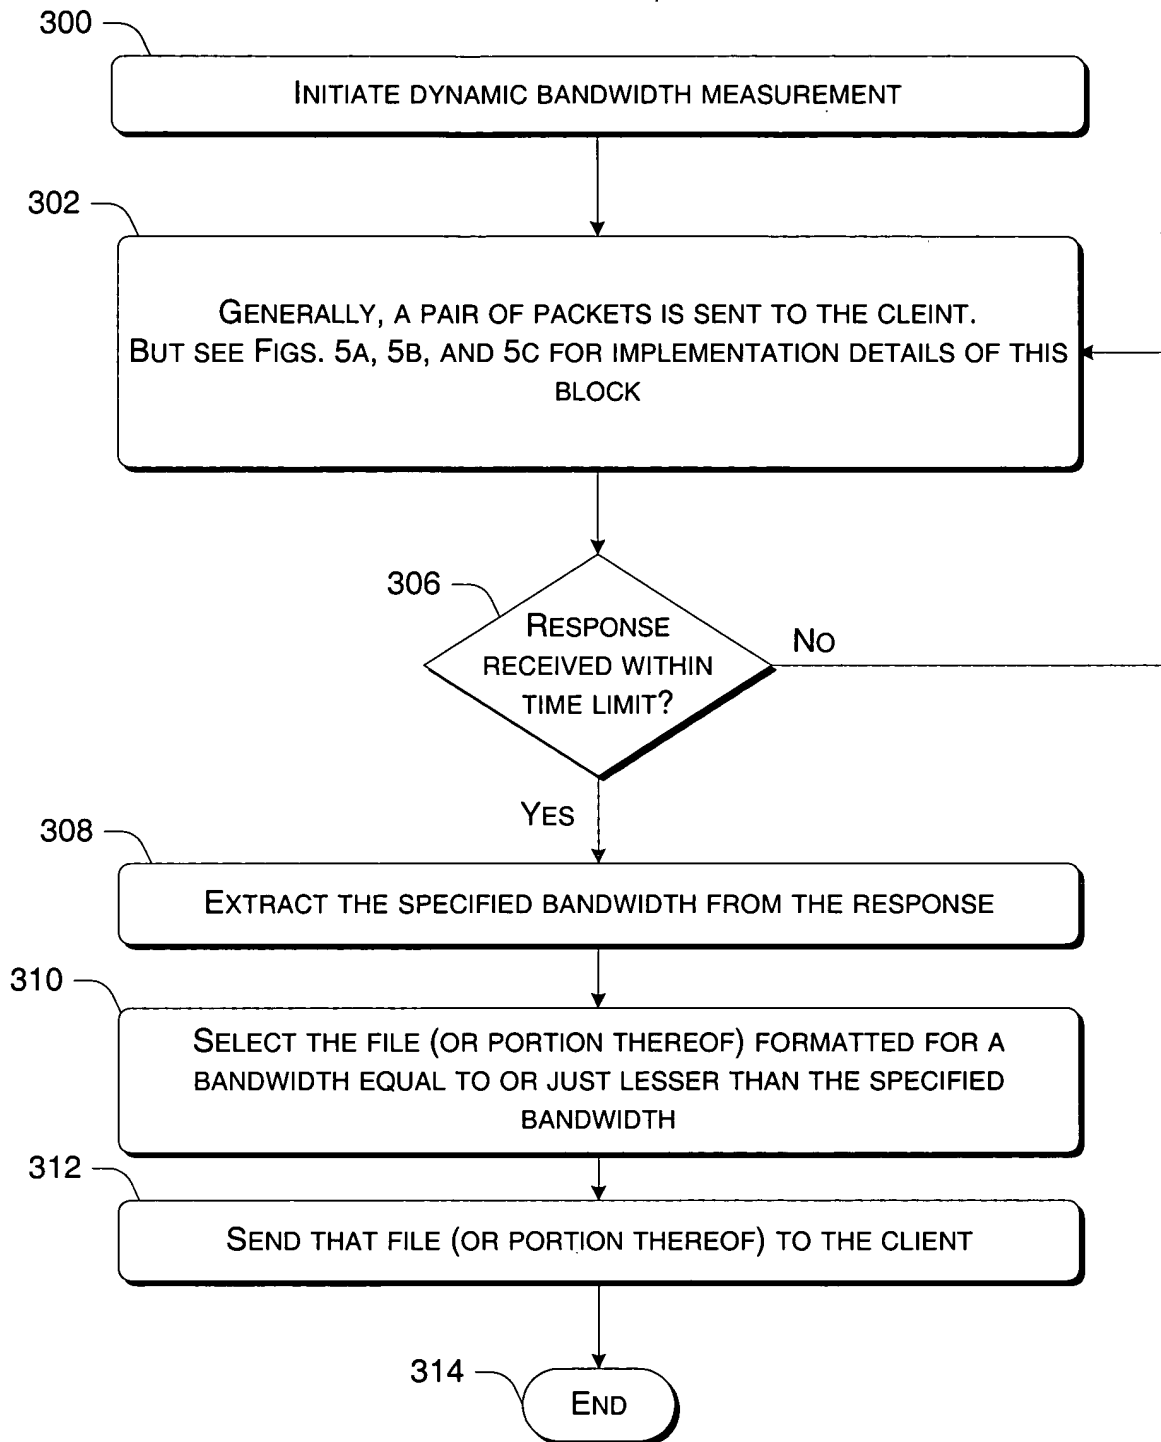 300
INITIATE DYNAMIC BANDWIDTH MEASUREMENT
302
GENERALLY, A PAIR OF PACKETS IS SENT TO THE CLEINT.
BUT SEE FIGS. 5A, 5B, AND 5C FOR IMPLEMENTATION DETAILS OF THIS
BLOCK
306
RESPONSE
RECEIVED WITHIN
TIME LIMIT?
NO
YES
308
EXTRACT THE SPECIFIED BANDWIDTH FROM THE RESPONSE
310
SELECT THE FILE (OR PORTION THEREOF) FORMATTED FOR A
BANDWIDTH EQUAL TO OR JUST LESSER THAN THE SPECIFIED
BANDWIDTH
312
SEND THAT FILE (OR PORTION THEREOF) TO THE CLIENT
314
END